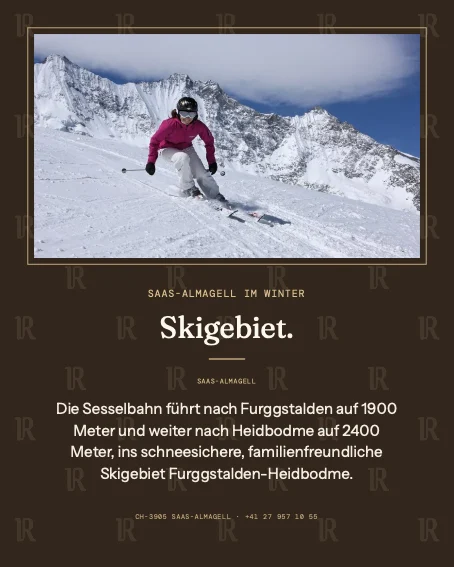 SAAS-ALMAGELL IM WINTER
Skigebiet.
SAAS-ALMAGELL
Die Sesselbahn führt nach Furggstalden auf 1900
Meter und weiter nach Heidbodme auf 2400
Meter, ins schneesichere, familienfreundliche
Skigebiet Furggstalden-Heidbodme.
CH-3905 SAAS-ALMAGELL · +41 27 957 10 55